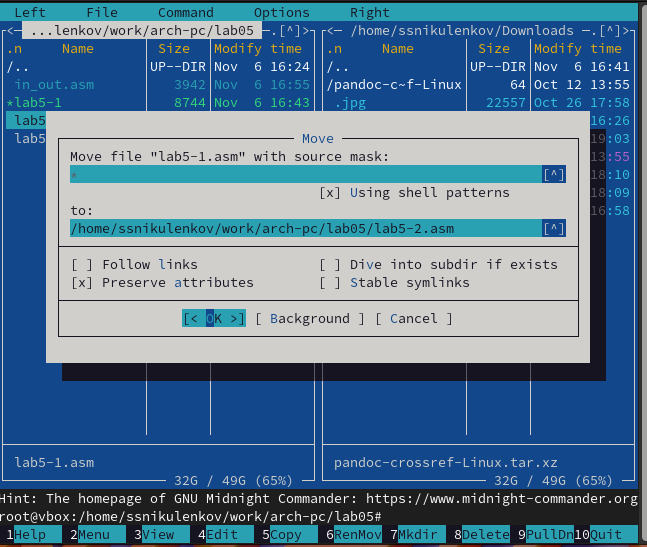 Left File Command Options Right
<─ ...lenkov/work/arch-pc/lab05 ─.[^]> <─ /home/ssnikulenkov/Downloads ─.[^]>
.n Name Size Modify time .n Name Size Modify time
/.. UP--DIR Nov 6 16:24 /.. UP--DIR Nov 6 16:41
in_out.asm 3942 Nov 6 16:55 /pandoc-c~f-Linux 64 Oct 12 13:55
*lab5-1 8744 Nov 6 16:43 .jpg 22557 Oct 26 17:58
lab5 16:26
lab5 19:03
13:55
18:10
18:09
16:58
Move
Move file "lab5-1.asm" with source mask:
* [^]
[x] Using shell patterns
to:
/home/ssnikulenkov/work/arch-pc/lab05/lab5-2.asm [^]
[ ] Follow links [ ] Dive into subdir if exists
[x] Preserve attributes [ ] Stable symlinks
[< OK >] [ Background ] [ Cancel ]
lab5-1.asm pandoc-crossref-Linux.tar.xz
32G / 49G (65%) 32G / 49G (65%)
Hint: The homepage of GNU Midnight Commander: https://www.midnight-commander.org
root@vbox:/home/ssnikulenkov/work/arch-pc/lab05#
1Help 2Menu 3View 4Edit 5Copy 6RenMov 7Mkdir 8Delete 9PullDn 10Quit